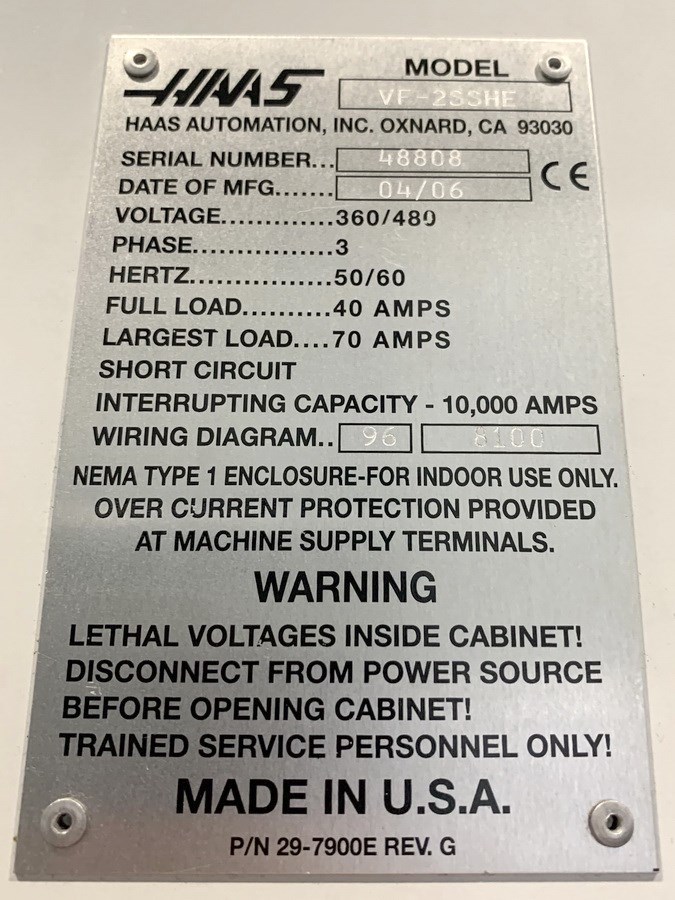 HAAS
MODEL
VF-2SSHE
HAAS AUTOMATION, INC. OXNARD, CA 93030
SERIAL NUMBER... 48808
DATE OF MFG....... 04/06
CE
VOLTAGE.............360/480
PHASE................3
HERTZ................50/60
FULL LOAD..........40 AMPS
LARGEST LOAD....70 AMPS
SHORT CIRCUIT
INTERRUPTING CAPACITY - 10,000 AMPS
WIRING DIAGRAM.. 96 8100
NEMA TYPE 1 ENCLOSURE-FOR INDOOR USE ONLY.
OVER CURRENT PROTECTION PROVIDED
AT MACHINE SUPPLY TERMINALS.
WARNING
LETHAL VOLTAGES INSIDE CABINET!
DISCONNECT FROM POWER SOURCE
BEFORE OPENING CABINET!
TRAINED SERVICE PERSONNEL ONLY!
MADE IN U.S.A.
P/N 29-7900E REV. G